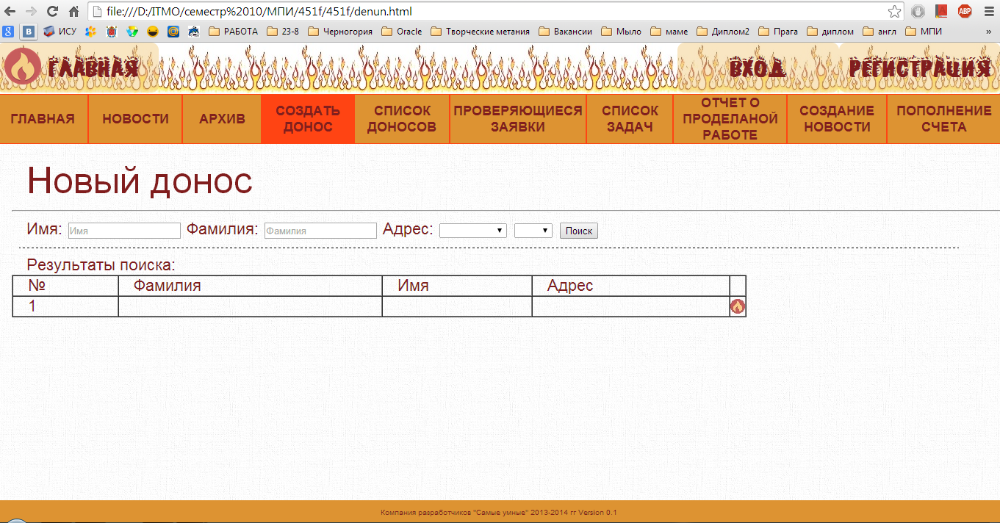 file:///D:/ITMO/семестр%2010/МПИ/451f/451f/denun.html
ABP
8 B ИСУ РАБОТА 23-8 Черногория Oracle Творческие метания Вакансии Мыло маме Диплом2 Прага диплом англ МПИ »
ГЛАВНАЯ ВХОД РЕГИСТРАЦИЯ
ГЛАВНАЯ НОВОСТИ АРХИВ СОЗДАТЬ ДОНОС СПИСОК ДОНОСОВ ПРОВЕРЯЮЩИЕСЯ ЗАЯВКИ СПИСОК ЗАДАЧ ОТЧЕТ О ПРОДЕЛАНОЙ РАБОТЕ СОЗДАНИЕ НОВОСТИ ПОПОЛНЕНИЕ СЧЕТА
Новый донос
Имя: Имя Фамилия: Фамилия Адрес: Поиск
Результаты поиска:
№ Фамилия Имя Адрес
1
Компания разработчиков "Самые умные" 2013-2014 гг Version 0.1